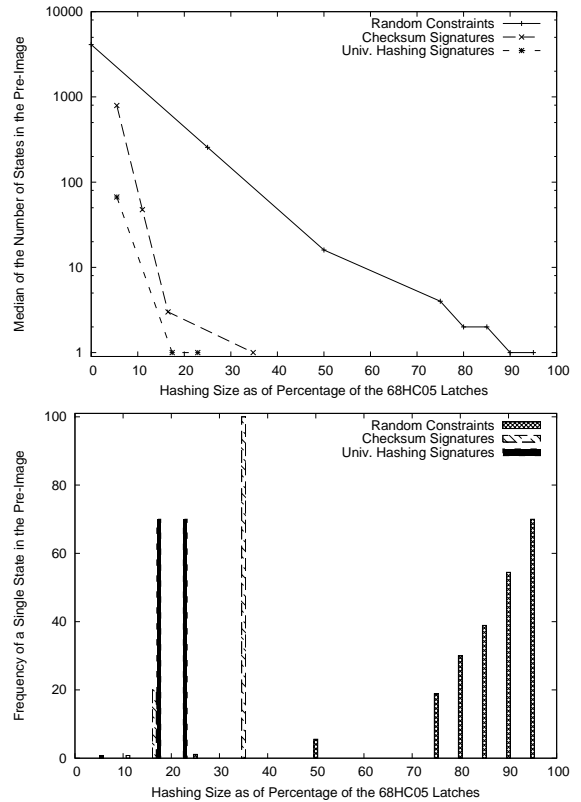 Median of the Number of States in the Pre-Image
10000
1000
100
10
1
0 10 20 30 40 50 60 70 80 90 100
Hashing Size as of Percentage of the 68HC05 Latches
Random Constraints
Checksum Signatures
Univ. Hashing Signatures
Frequency of a Single State in the Pre-Image
100
80
60
40
20
0
0 10 20 30 40 50 60 70 80 90 100
Hashing Size as of Percentage of the 68HC05 Latches
Random Constraints
Checksum Signatures
Univ. Hashing Signatures